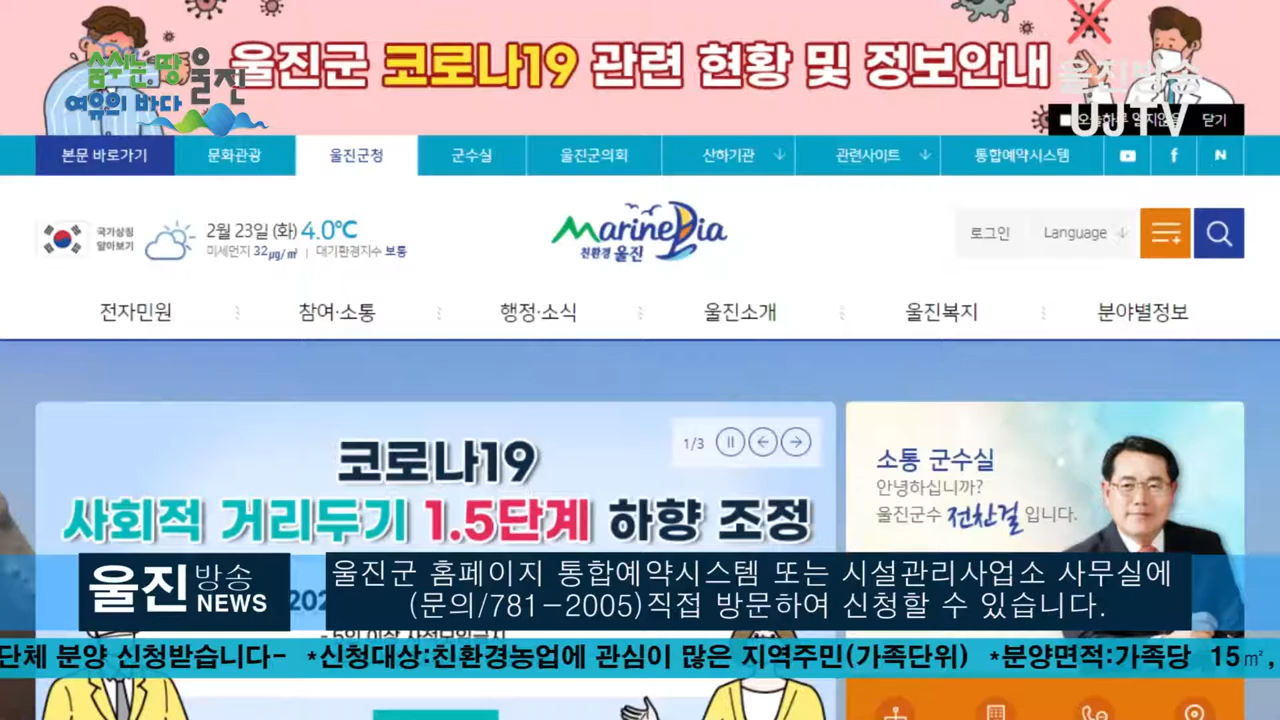 울진군 코로나19 관련 현황 및 정보안내
숨쉬는 땅
여유의 바다
울진
울진방송
UJTV
닫기
본문 바로가기
문화관광
울진군청
군수실
울진군의회
산하기관
관련사이트
통합예약시스템
국가상징
알아보기
2월 23일 (화) 4.0℃
미세먼지 32㎍/㎥ | 대기환경지수 보통
MarinePia
친환경 울진
로그인
Language
전자민원
참여·소통
행정·소식
울진소개
울진복지
분야별정보
1/3
코로나19
사회적 거리두기 1.5단계 하향 조정
소통 군수실
안녕하십니까?
울진군수 전찬걸 입니다.
울진 방송
NEWS
202
울진군 홈페이지 통합예약시스템 또는 시설관리사업소 사무실에
(문의/781-2005)직접 방문하여 신청할 수 있습니다.
단체 분양 신청받습니다- *신청대상:친환경농업에 관심이 많은 지역주민(가족단위) *분양면적:가족당 15㎡,